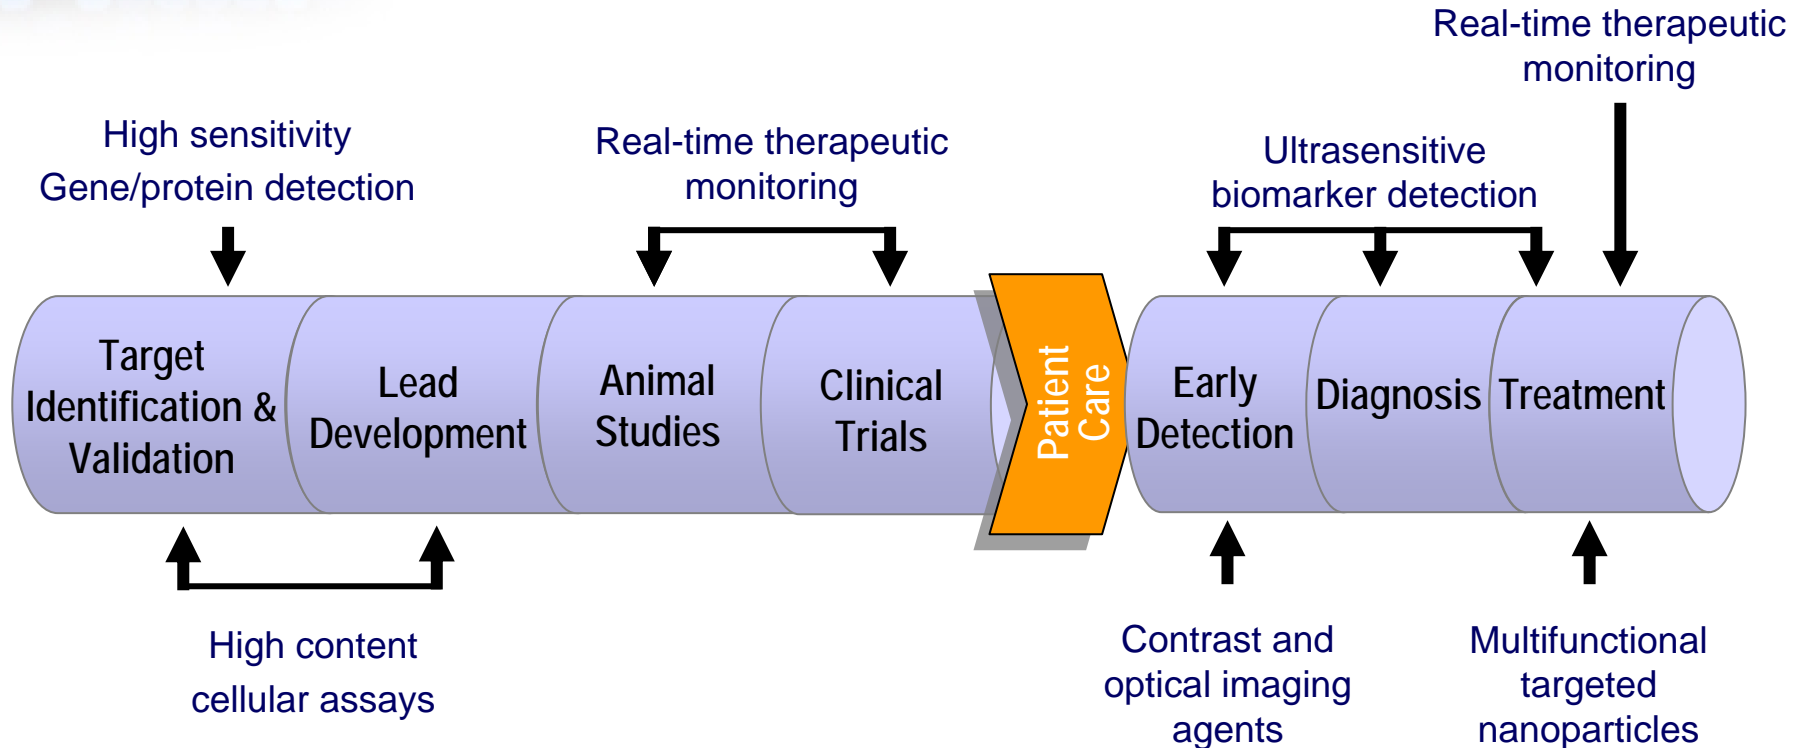 Real-time therapeutic
monitoring
High sensitivity
Gene/protein detection
Real-time therapeutic
monitoring
Ultrasensitive
biomarker detection
Target
Identification &
Validation
Lead
Development
Animal
Studies
Clinical
Trials
Patient
Care
Early
Detection
Diagnosis
Treatment
High content
cellular assays
Contrast and
optical imaging
agents
Multifunctional
targeted
nanoparticles